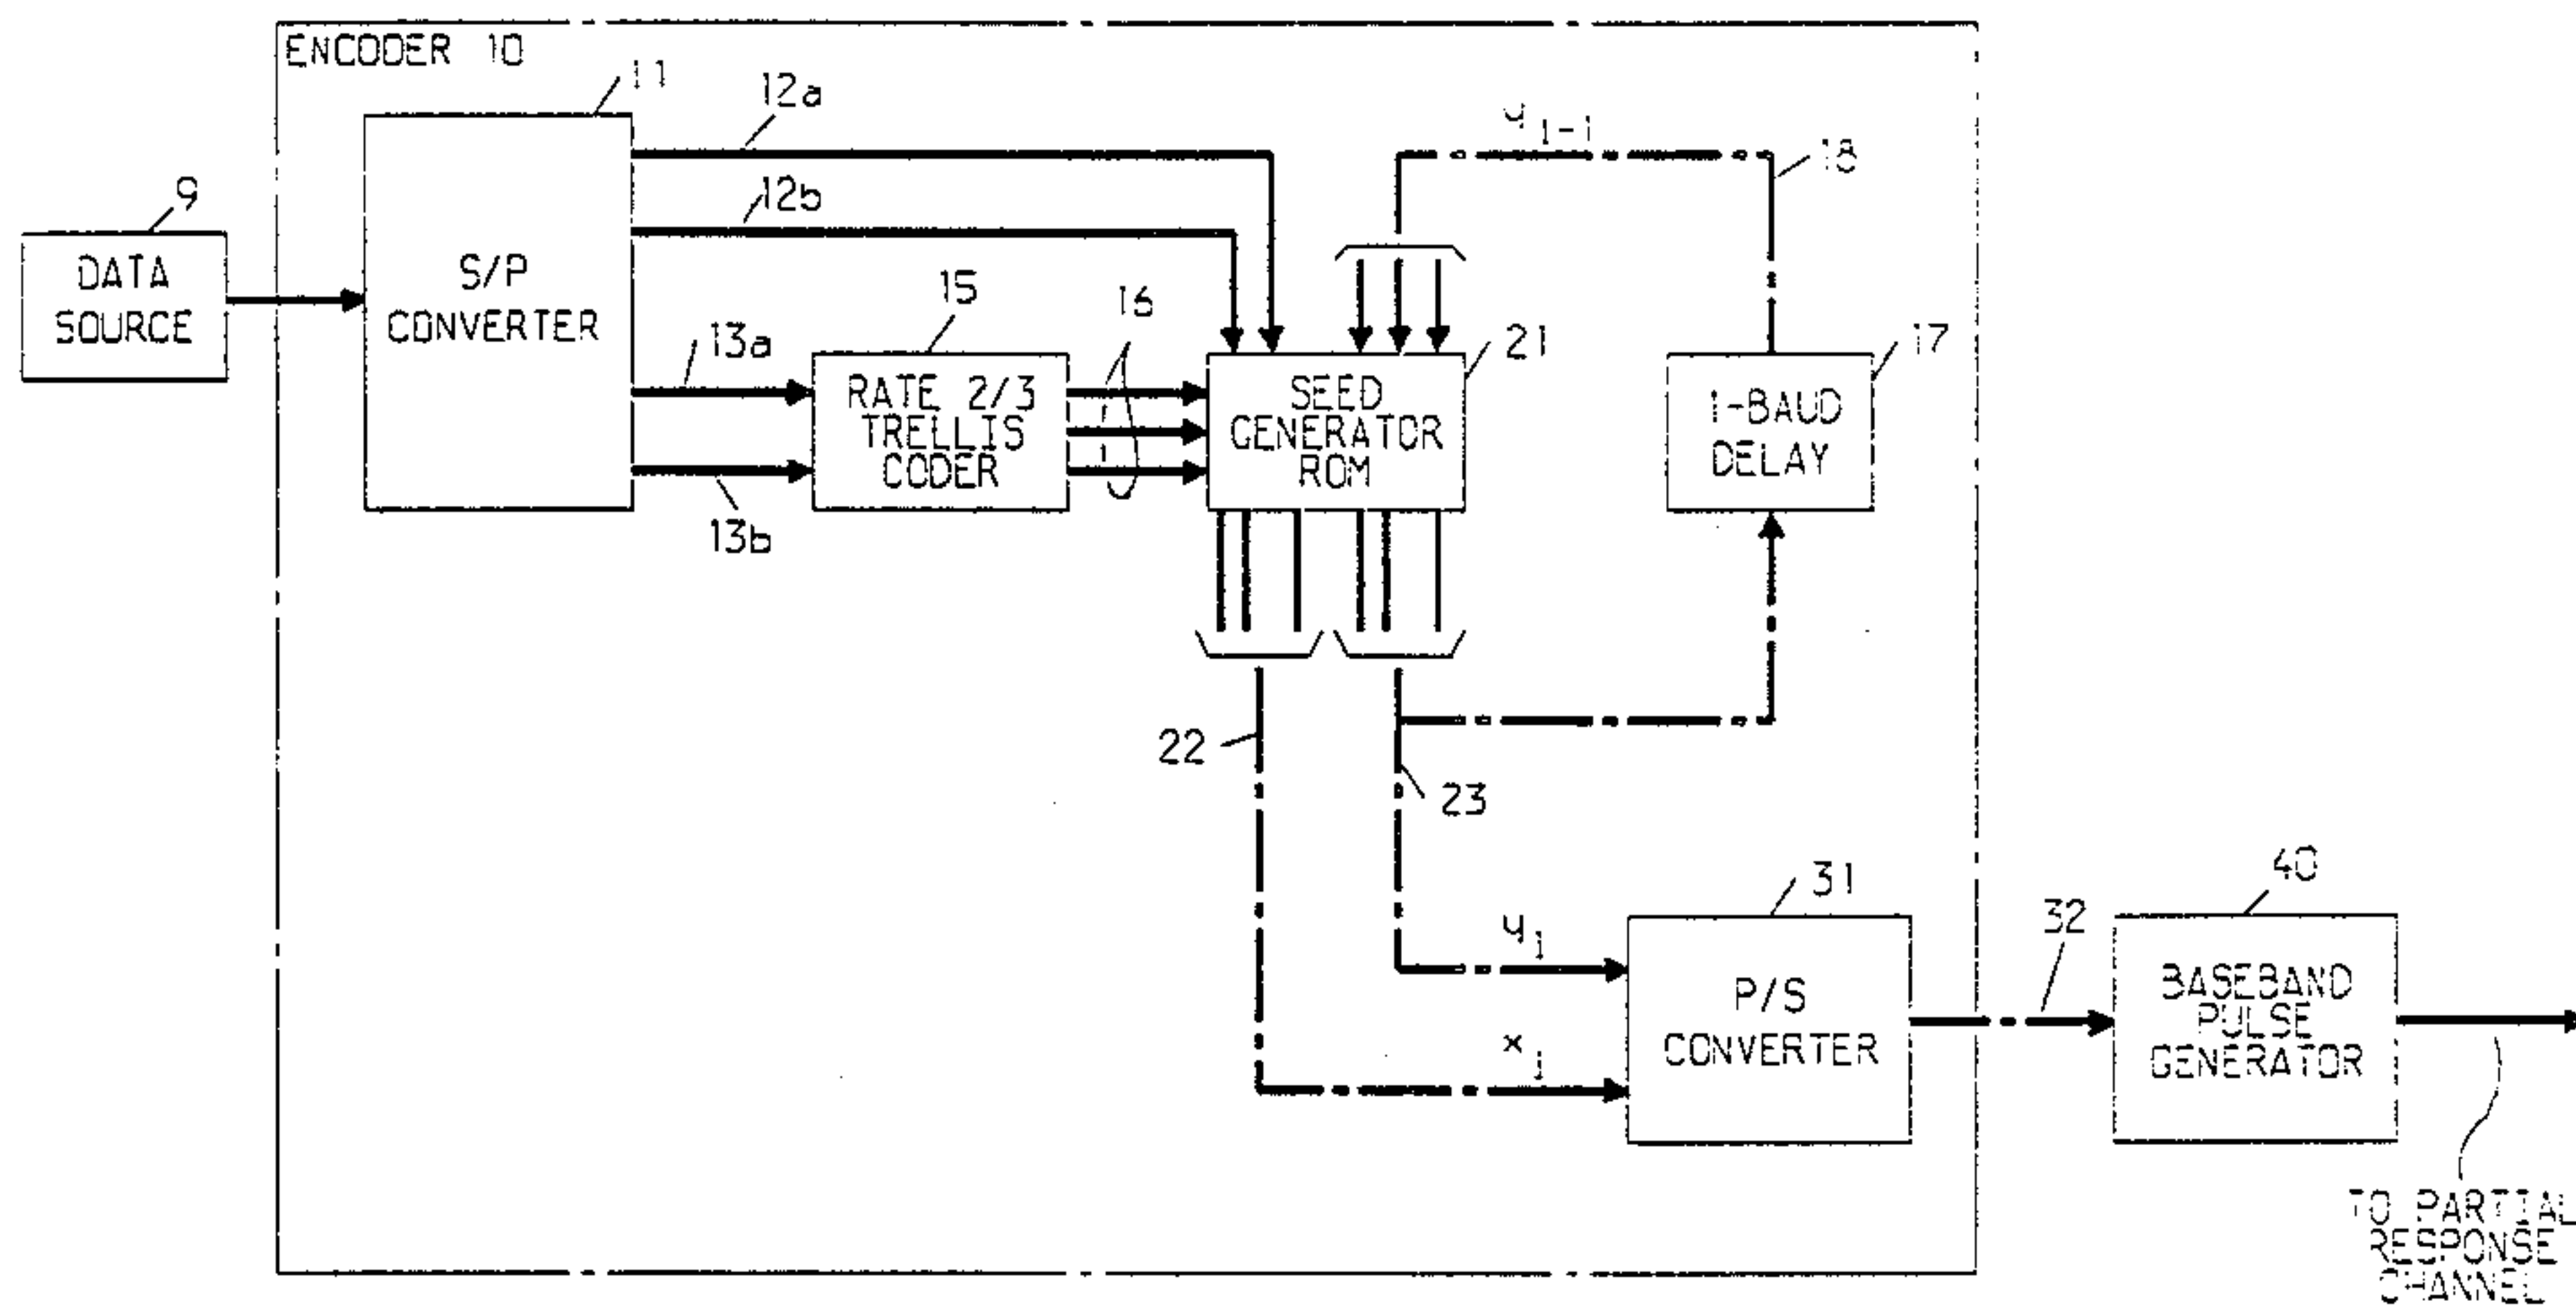 ENCODER 10
11
12a
12b
9
DATA
SOURCE
S/P
CONVERTER
13a
13b
15
RATE 2/3
TRELLIS
CODER
16
SEED
GENERATOR
ROM
21
y i-1
18
17
1-BAUD
DELAY
22
23
y i
x i
31
P/S
CONVERTER
32
40
BASEBAND
PULSE
GENERATOR
TO PARTIAL
RESPONSE
CHANNEL